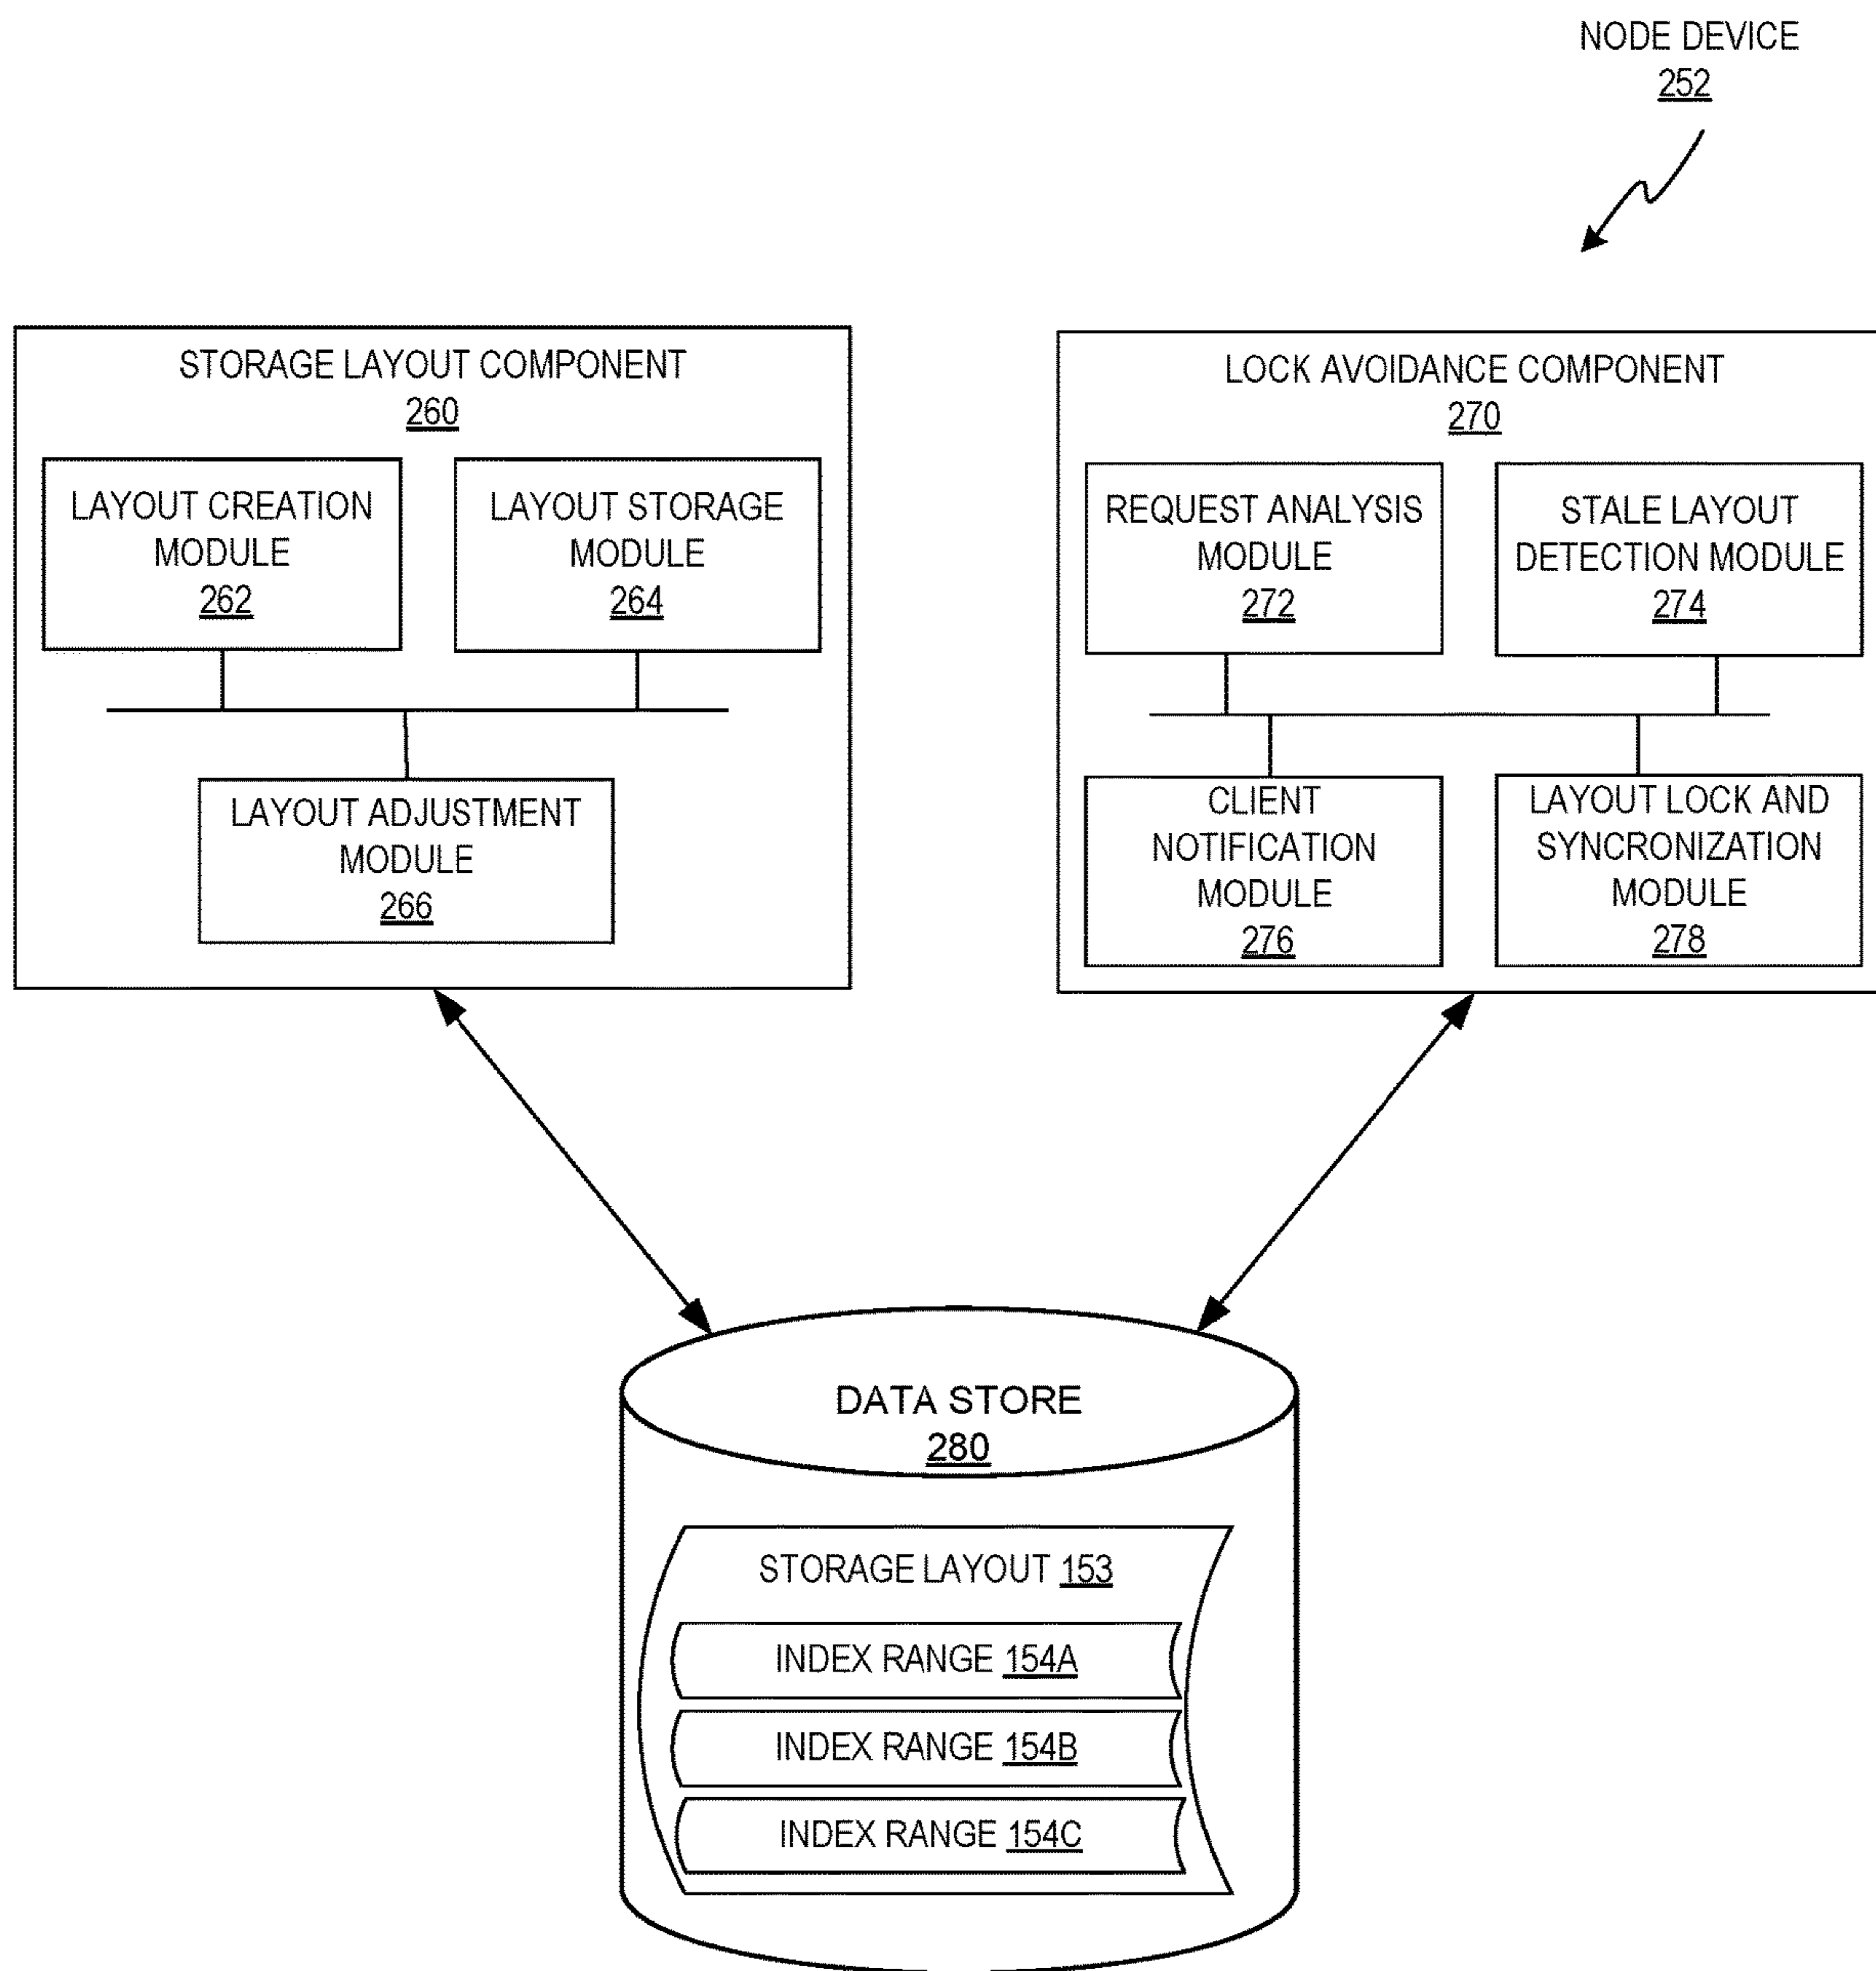 NODE DEVICE
252
STORAGE LAYOUT COMPONENT
260
LAYOUT CREATION
MODULE
262
LAYOUT STORAGE
MODULE
264
LAYOUT ADJUSTMENT
MODULE
266
LOCK AVOIDANCE COMPONENT
270
REQUEST ANALYSIS
MODULE
272
STALE LAYOUT
DETECTION MODULE
274
CLIENT
NOTIFICATION
MODULE
276
LAYOUT LOCK AND
SYNCRONIZATION
MODULE
278
DATA STORE
280
STORAGE LAYOUT 153
INDEX RANGE 154A
INDEX RANGE 154B
INDEX RANGE 154C